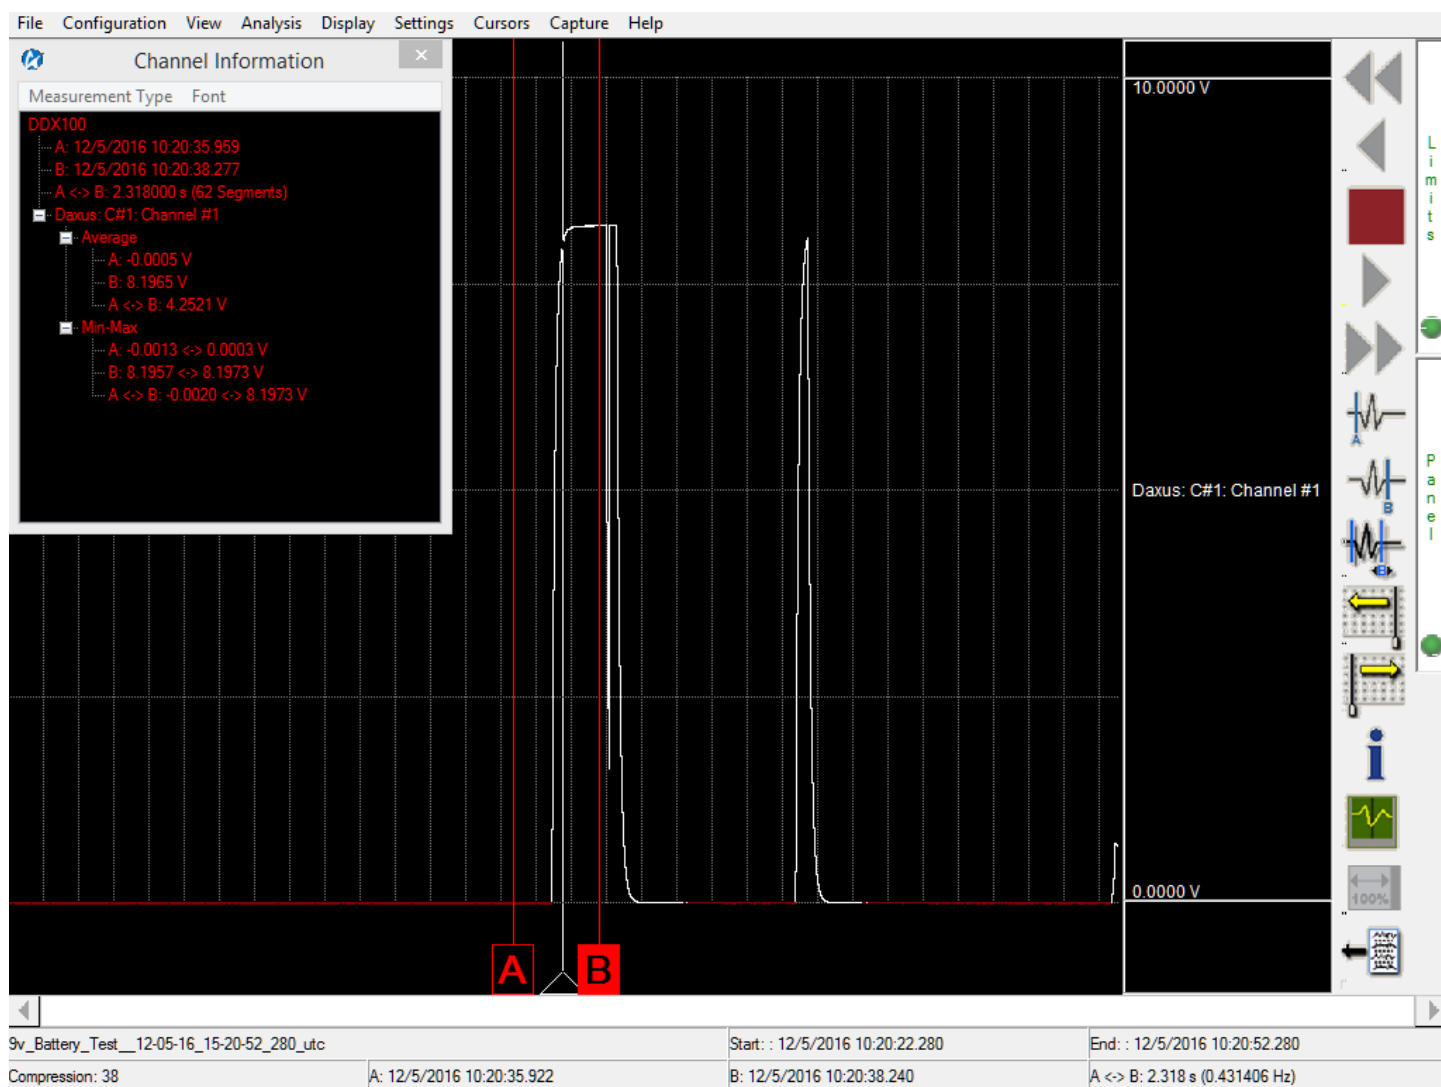 File Configuration View Analysis Display Settings Cursors Capture Help
Channel Information
Measurement Type Font
DDX100
A: 12/5/2016 10:20:35.959
B: 12/5/2016 10:20:38.277
A <-> B: 2.318000 s (62 Segments)
Daxus: C#1: Channel #1
Average
A: -0.0005 V
B: 8.1965 V
A <-> B: 4.2521 V
Min-Max
A: -0.0013 <-> 0.0003 V
B: 8.1957 <-> 8.1973 V
A <-> B: -0.0020 <-> 8.1973 V
10.0000 V
Daxus: C#1: Channel #1
0.0000 V
A
B
Limits
Panel
A
B
B
100%
9v_Battery_Test__12-05-16_15-20-52_280_utc
Start: : 12/5/2016 10:20:22.280
End: : 12/5/2016 10:20:52.280
Compression: 38
A: 12/5/2016 10:20:35.922
B: 12/5/2016 10:20:38.240
A <-> B: 2.318 s (0.431406 Hz)